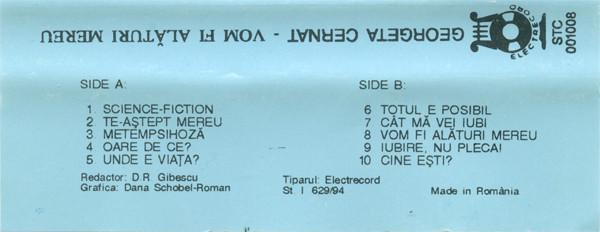 GEORGETA CERNAT - VOM FI ALĂTURI MEREU
ELECTRECORD
STC
001008
SIDE A:
1 SCIENCE-FICTION
2 TE-AŞTEPT MEREU
3 METEMPSIHOZĂ
4 OARE DE CE?
5 UNDE E VIAŢA?
Redactor: D.R. Gibescu
Grafica: Dana Schobel-Roman
SIDE B:
6 TOTUL E POSIBIL
7 CÂT MĂ VEI IUBI
8 VOM FI ALĂTURI MEREU
9 IUBIRE, NU PLECA!
10 CINE EŞTI?
Tiparul: Electrecord
St I 629/94
Made in România